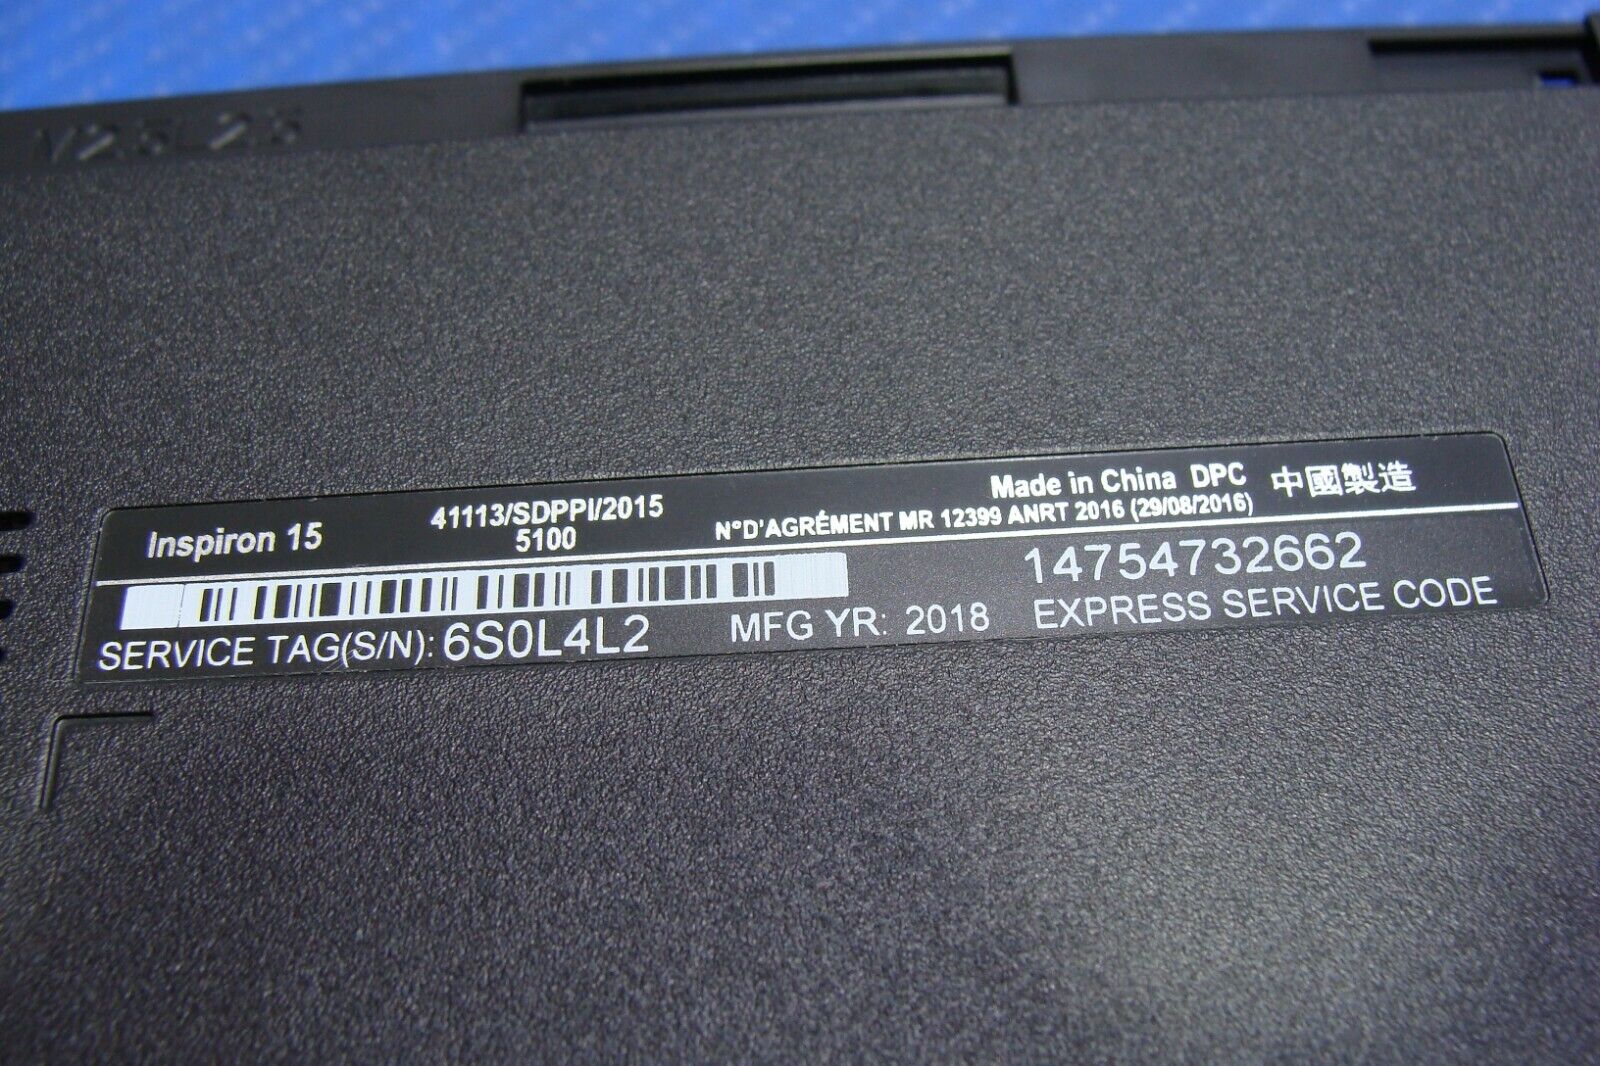 Inspiron 15
41113/SDPPI/2015
5100
Made in China DPC 中國製造
N°D'AGRÉMENT MR 12399 ANRT 2016 (29/08/2016)
14754732662
SERVICE TAG(S/N): 6S0L4L2
MFG YR: 2018
EXPRESS SERVICE CODE